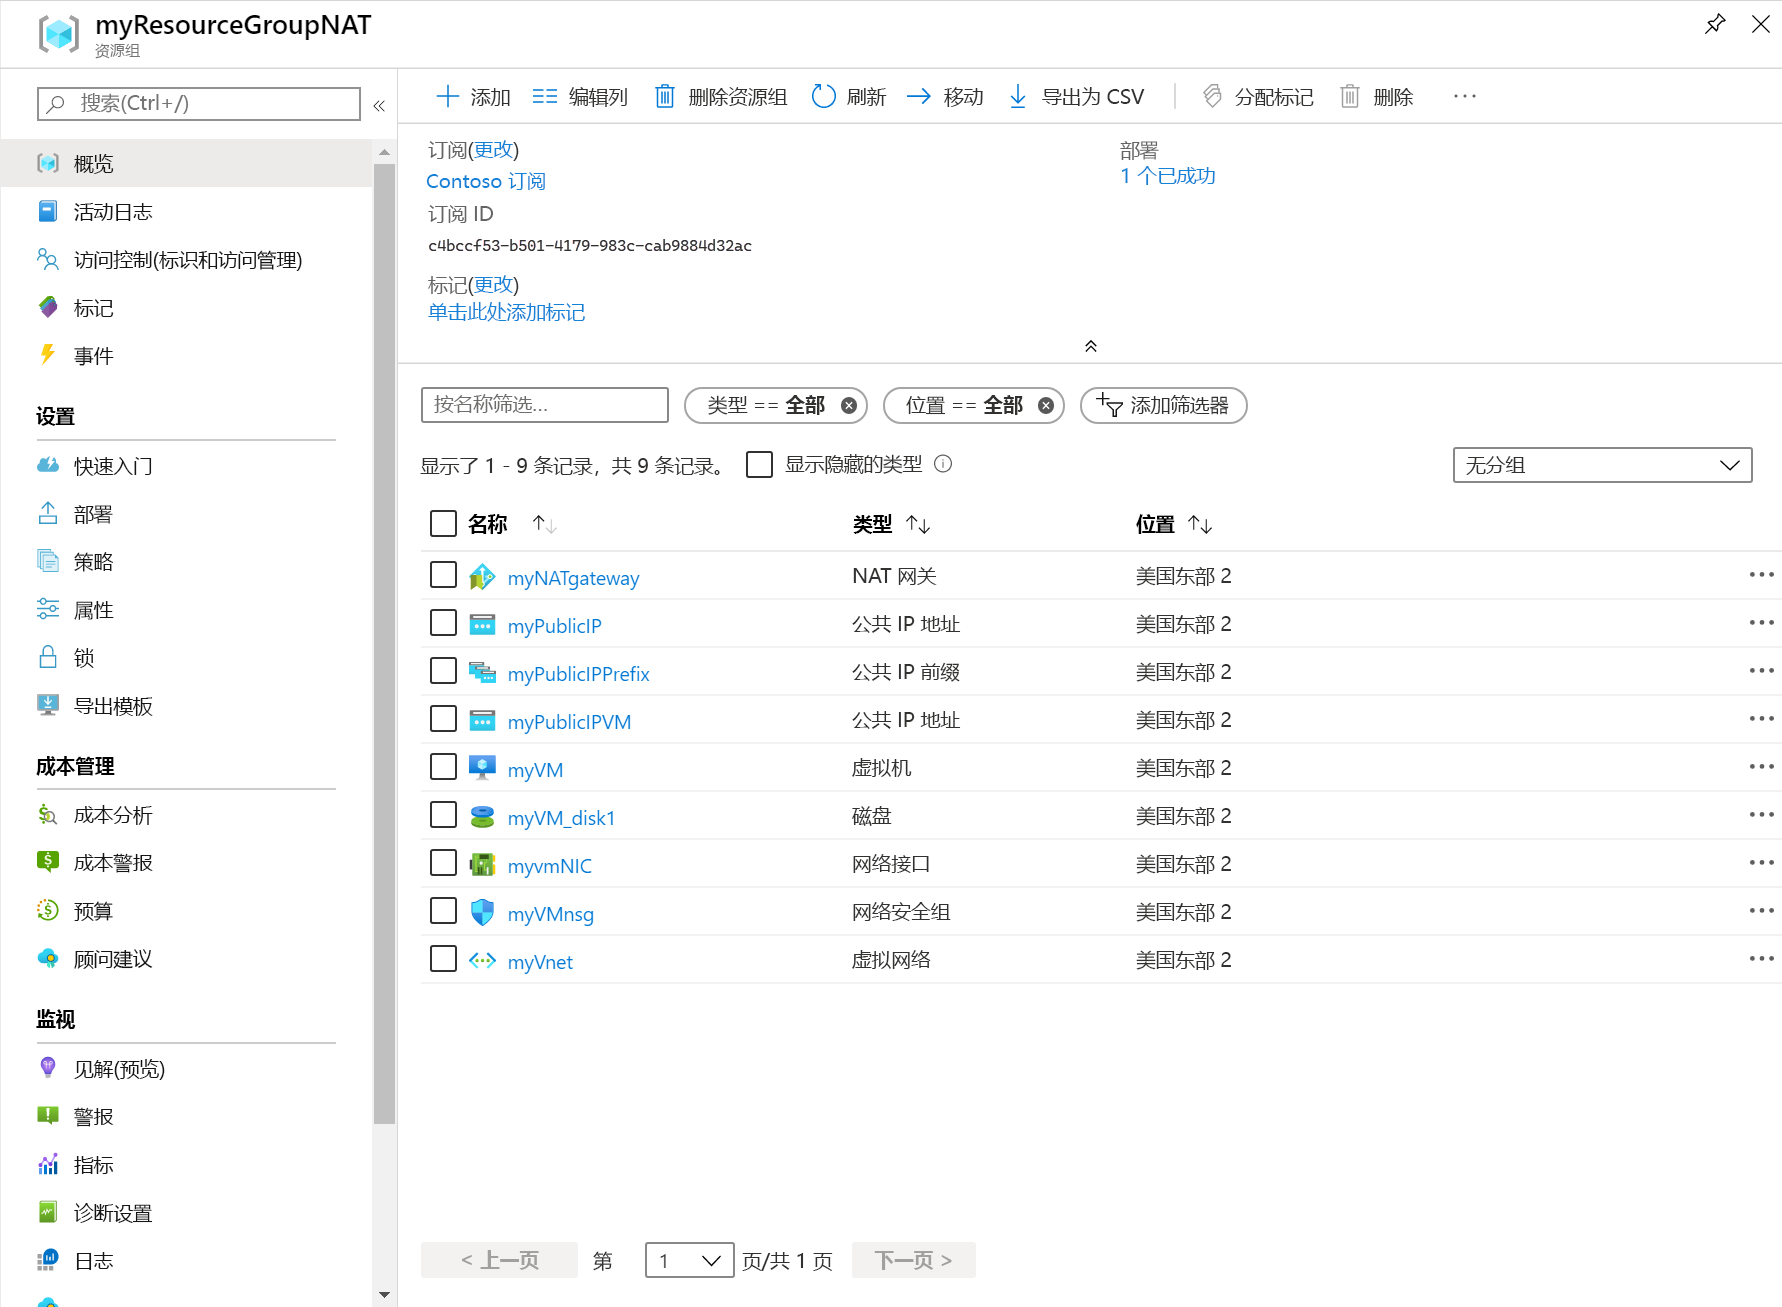 myResourceGroupNAT
资源组
搜索(Ctrl+/)
概览
活动日志
访问控制(标识和访问管理)
标记
事件
设置
快速入门
部署
策略
属性
锁
导出模板
成本管理
成本分析
成本警报
预算
顾问建议
监视
见解(预览)
警报
指标
诊断设置
日志
添加 编辑列 删除资源组 刷新 移动 导出为 CSV 分配标记 删除
订阅(更改)
Contoso 订阅
订阅 ID
c4bccf53-b501-4179-983c-cab9884d32ac
标记(更改)
单击此处添加标记
部署
1 个已成功
按名称筛选... 类型 == 全部 位置 == 全部 添加筛选器
显示了 1 - 9 条记录，共 9 条记录。 显示隐藏的类型 无分组
名称 类型 位置
myNATgateway NAT 网关 美国东部 2
myPublicIP 公共 IP 地址 美国东部 2
myPublicIPPrefix 公共 IP 前缀 美国东部 2
myPublicIPVM 公共 IP 地址 美国东部 2
myVM 虚拟机 美国东部 2
myVM_disk1 磁盘 美国东部 2
myvmNIC 网络接口 美国东部 2
myVMnsg 网络安全组 美国东部 2
myVnet 虚拟网络 美国东部 2
< 上一页 第 1 页/共 1 页 下一页 >